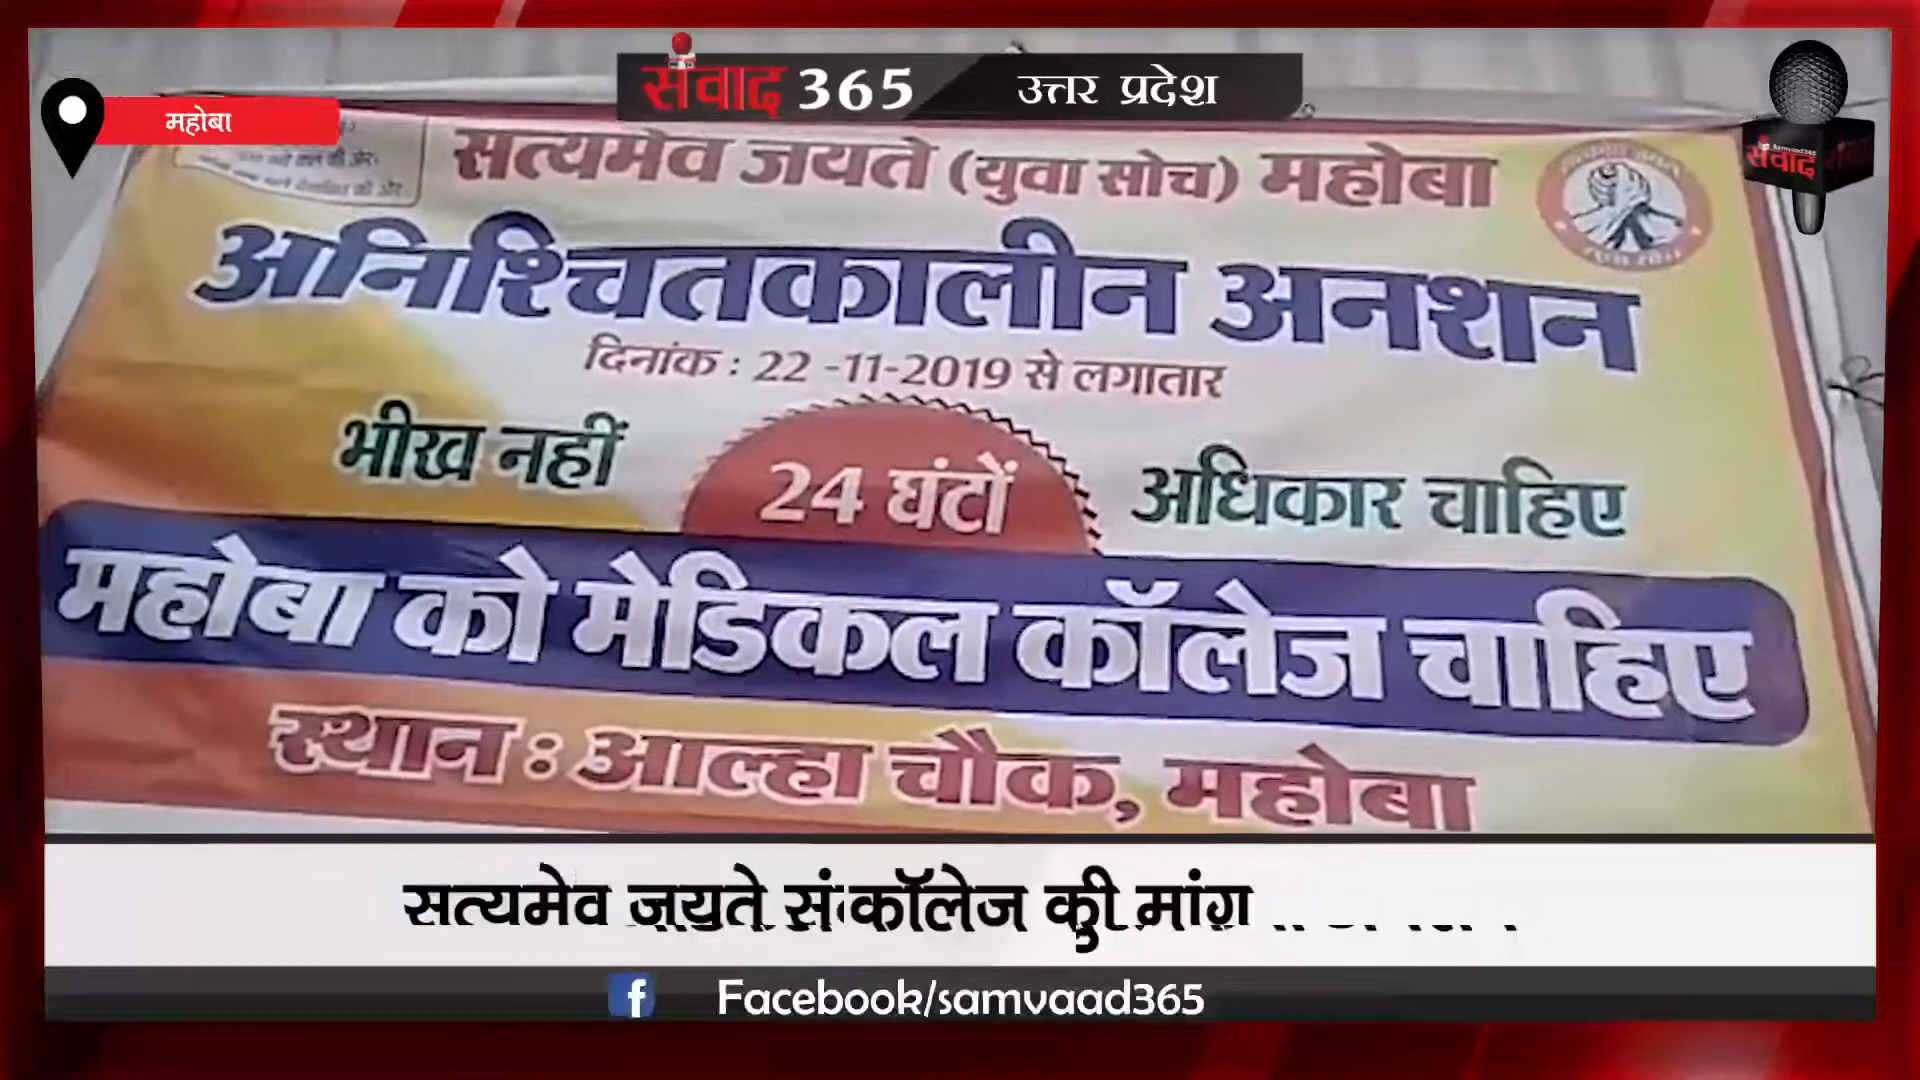 संवाद 365 उत्तर प्रदेश
महोबा
संवाद
सत्यमेव जयते (युवा सोच) महोबा
अनिश्चितकालीन अनशन
दिनांक : 22 -11-2019 से लगातार
भीख नहीं 24 घंटों अधिकार चाहिए
महोबा को मेडिकल कॉलेज चाहिए
स्थान : आल्हा चौक, महोबा
सत्यमेव जयते कॉलेज की मांग
Facebook/samvaad365